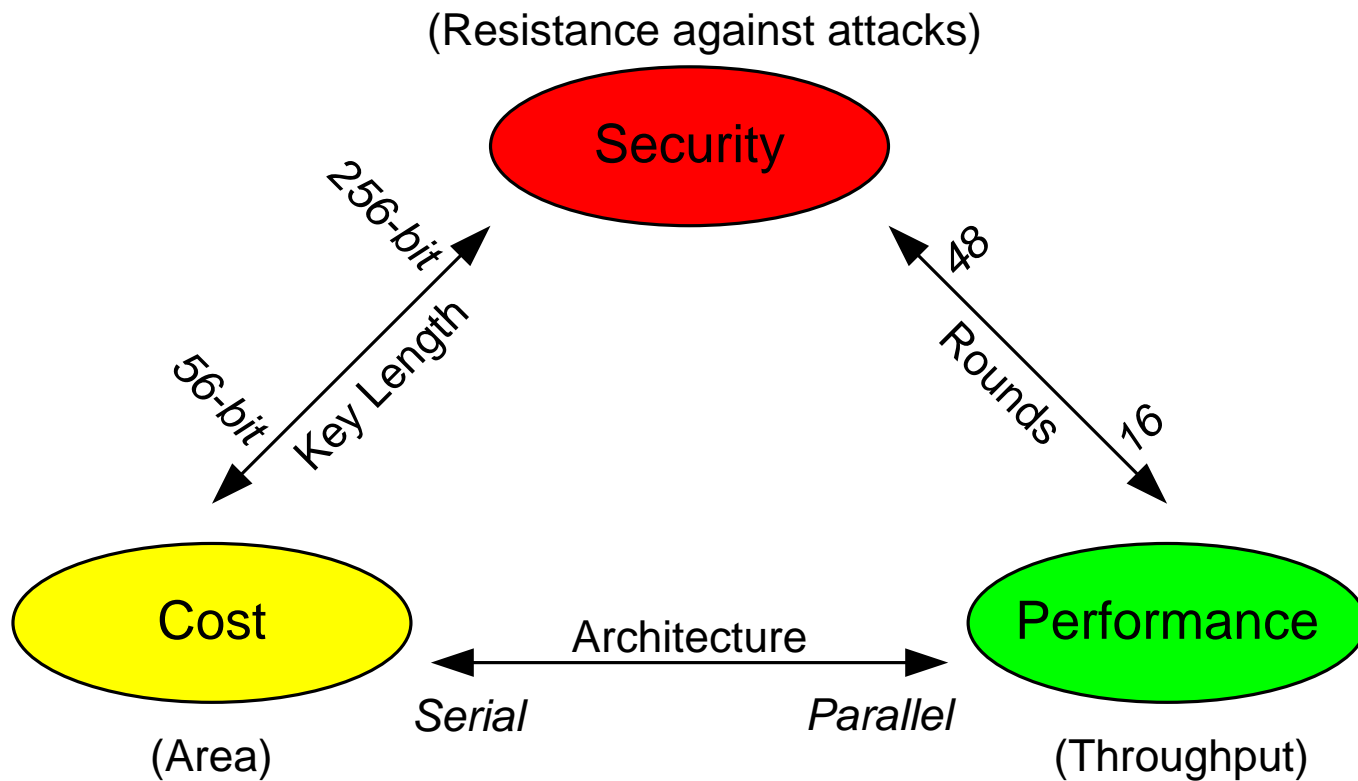 (Resistance against attacks)
Security
256-bit
Key Length
56-bit
48
Rounds
16
Cost
Architecture
Performance
Serial
Parallel
(Area)
(Throughput)